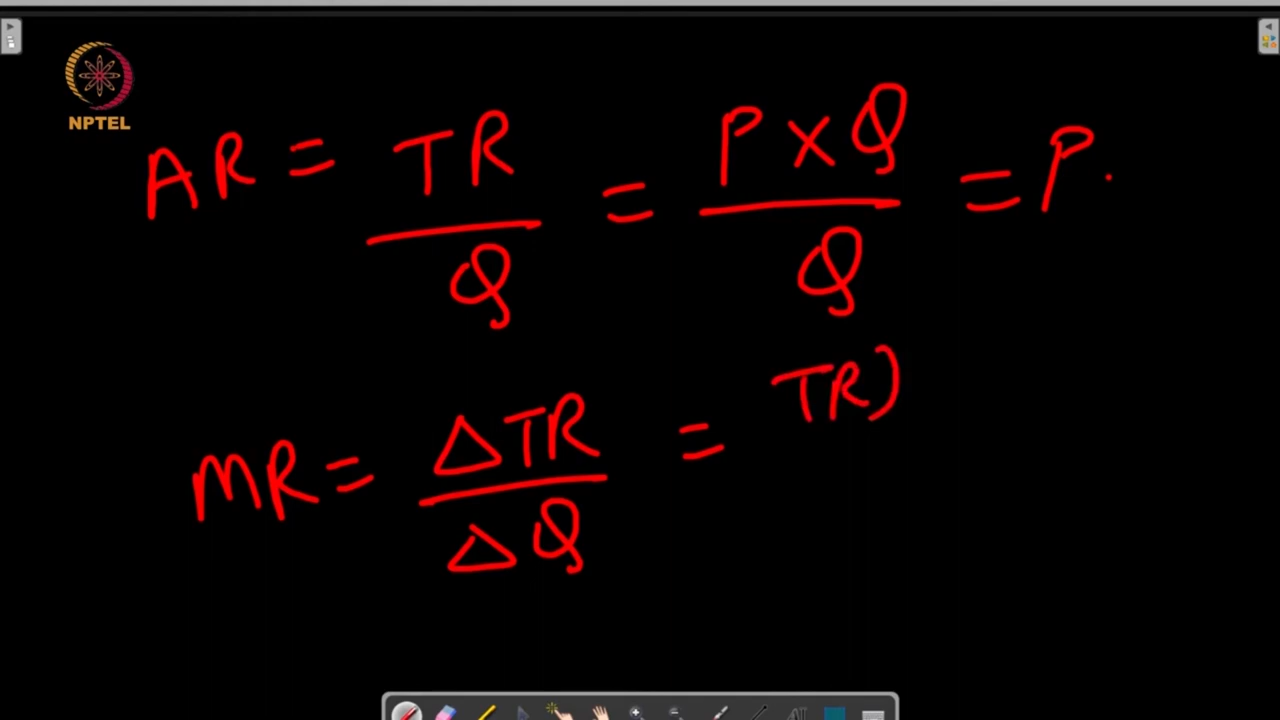 NPTEL
AR = TR / Q = P × Q / Q = P.
MR = ΔTR / ΔQ = TR)